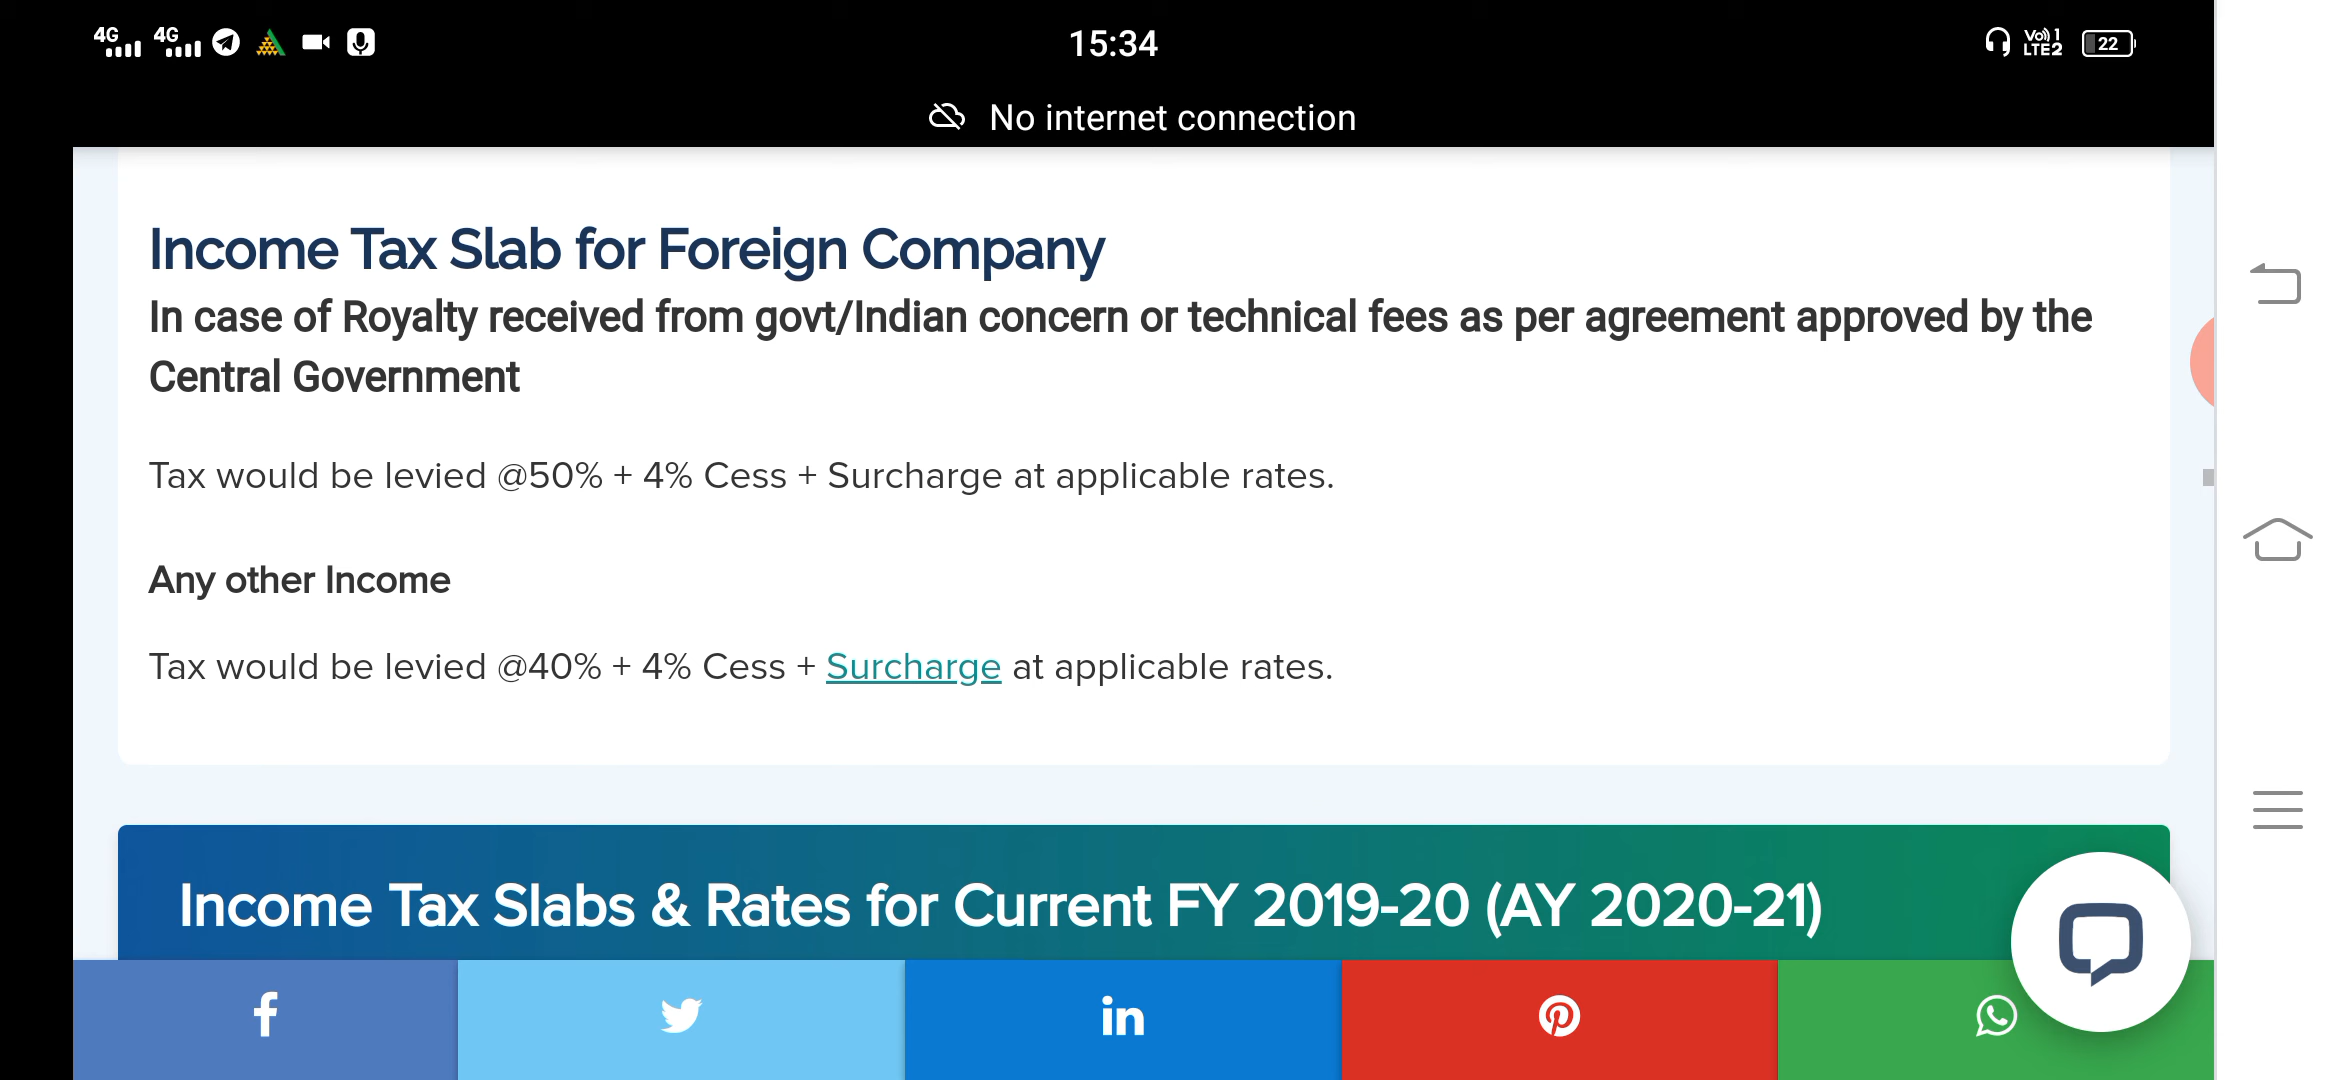 4G 4G 15:34 Vo)) 1 LTE2 22
No internet connection
Income Tax Slab for Foreign Company
In case of Royalty received from govt/Indian concern or technical fees as per agreement approved by the
Central Government
Tax would be levied @50% + 4% Cess + Surcharge at applicable rates.
Any other Income
Tax would be levied @40% + 4% Cess + Surcharge at applicable rates.
Income Tax Slabs & Rates for Current FY 2019-20 (AY 2020-21)